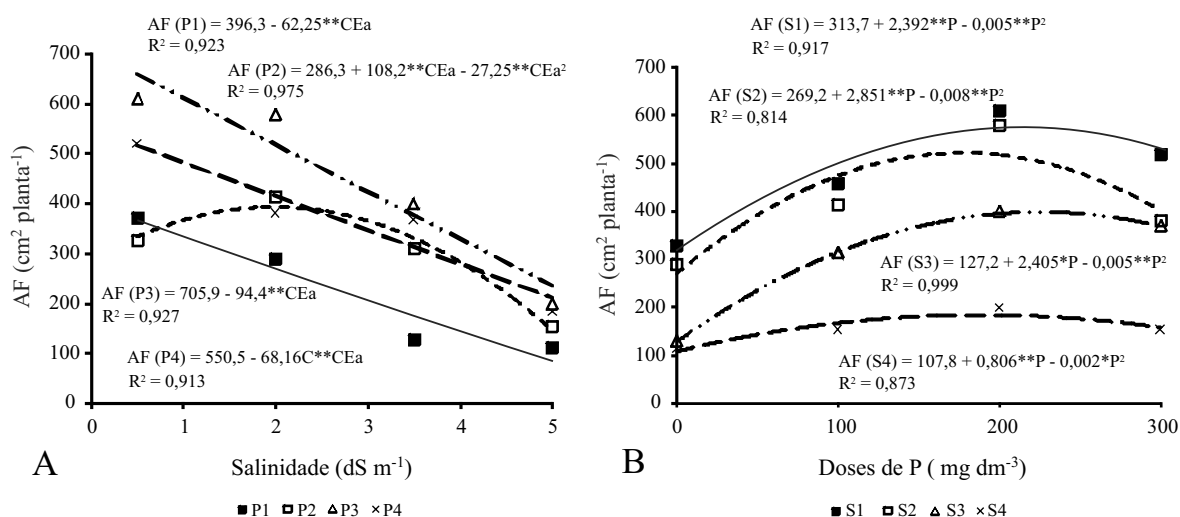 AF (P1) = 396,3 - 62,25**CEa
R² = 0,923
AF (P2) = 286,3 + 108,2**CEa - 27,25**CEa²
R² = 0,975
AF (P3) = 705,9 - 94,4**CEa
R² = 0,927
AF (P4) = 550,5 - 68,16C**CEa
R² = 0,913
AF (cm² planta⁻¹)
700
600
500
400
300
200
100
0
0 1 2 3 4 5
A
Salinidade (dS m⁻¹)
■ P1 □ P2 △ P3 × P4
AF (S1) = 313,7 + 2,392**P - 0,005**P²
R² = 0,917
AF (S2) = 269,2 + 2,851**P - 0,008**P²
R² = 0,814
AF (S3) = 127,2 + 2,405*P - 0,005**P²
R² = 0,999
AF (S4) = 107,8 + 0,806**P - 0,002*P²
R² = 0,873
AF (cm² planta⁻¹)
700
600
500
400
300
200
100
0
0 100 200 300
B
Doses de P ( mg dm⁻³)
■ S1 □ S2 △ S3 × S4